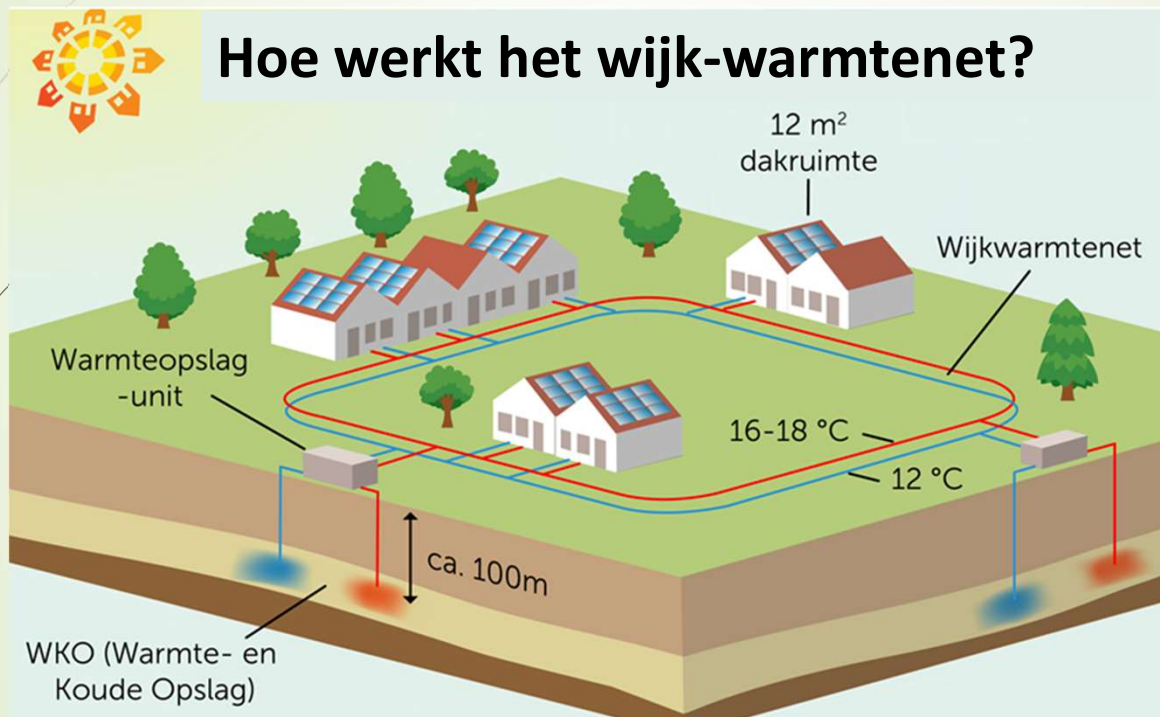 Hoe werkt het wijk-warmtenet?
12 m²
dakruimte
Wijkwarmtenet
Warmteopslag
-unit
16-18 °C
12 °C
ca. 100m
WKO (Warmte- en
Koude Opslag)